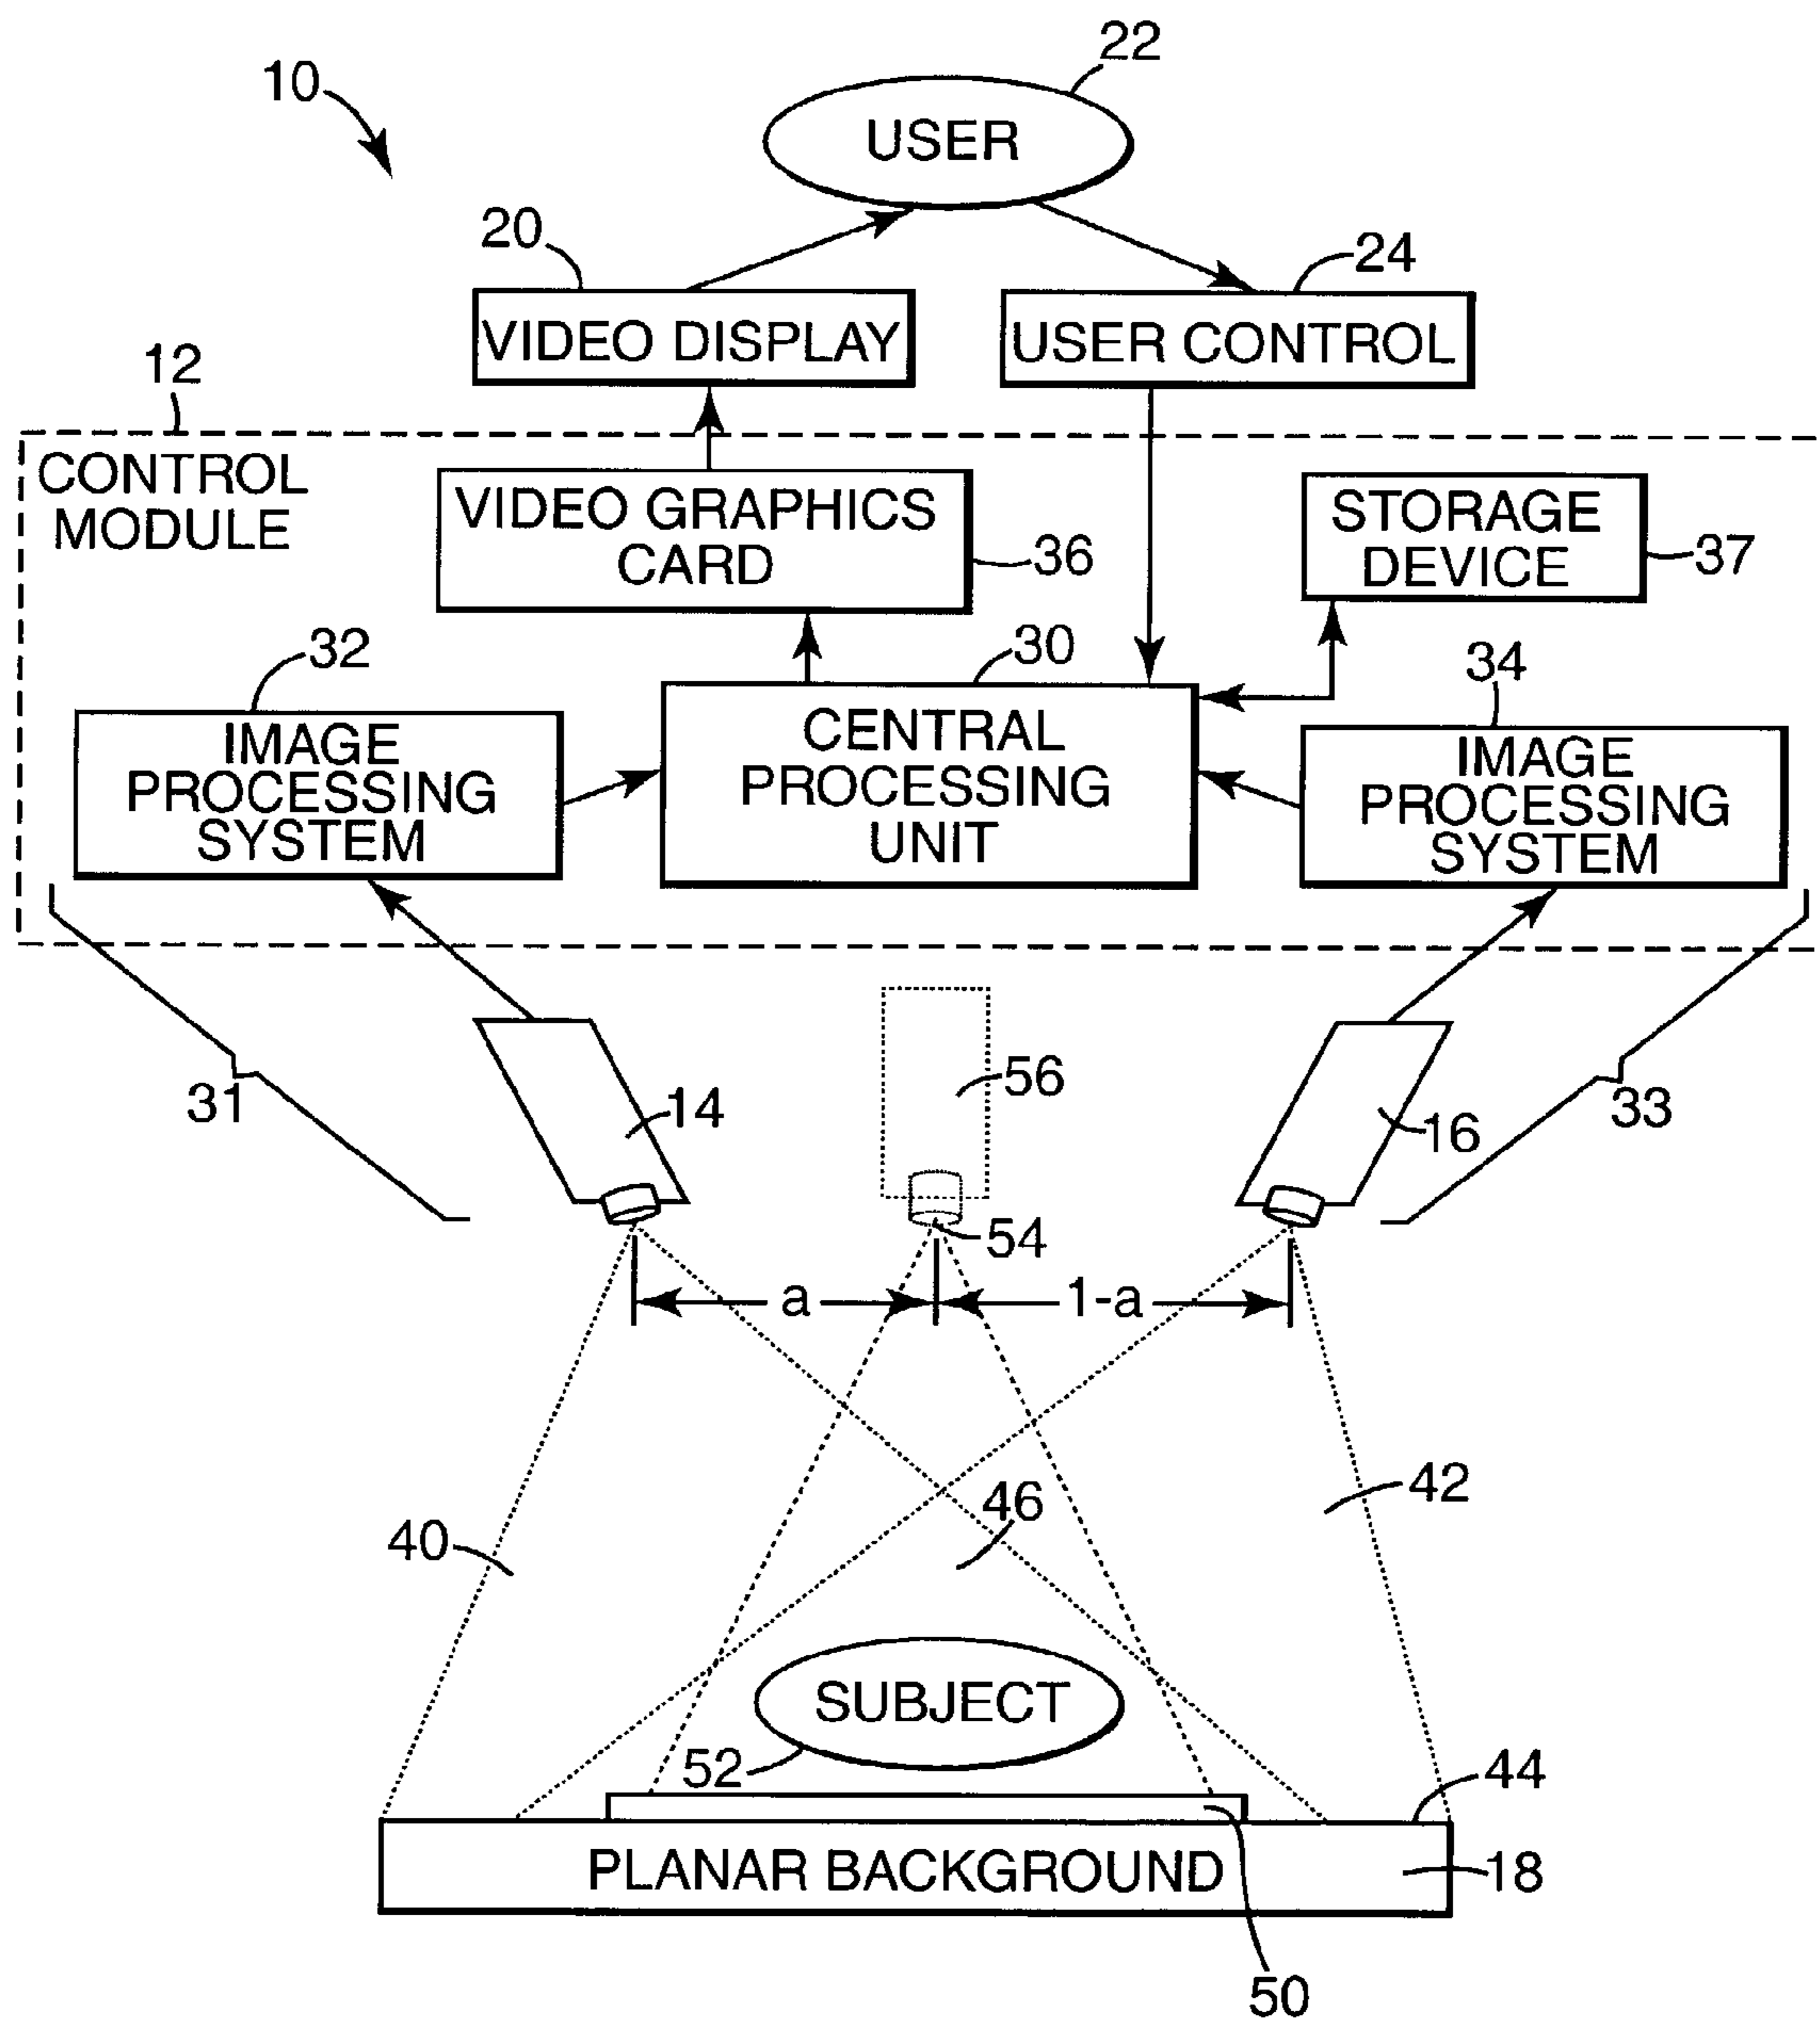 22
10
USER
20
24
VIDEO DISPLAY
USER CONTROL
12
CONTROL
MODULE
VIDEO GRAPHICS
CARD
36
STORAGE
DEVICE
37
32
30
34
IMAGE
PROCESSING
SYSTEM
CENTRAL
PROCESSING
UNIT
IMAGE
PROCESSING
SYSTEM
31
14
56
16
33
54
a
1-a
40
46
42
SUBJECT
52
44
PLANAR BACKGROUND
18
50